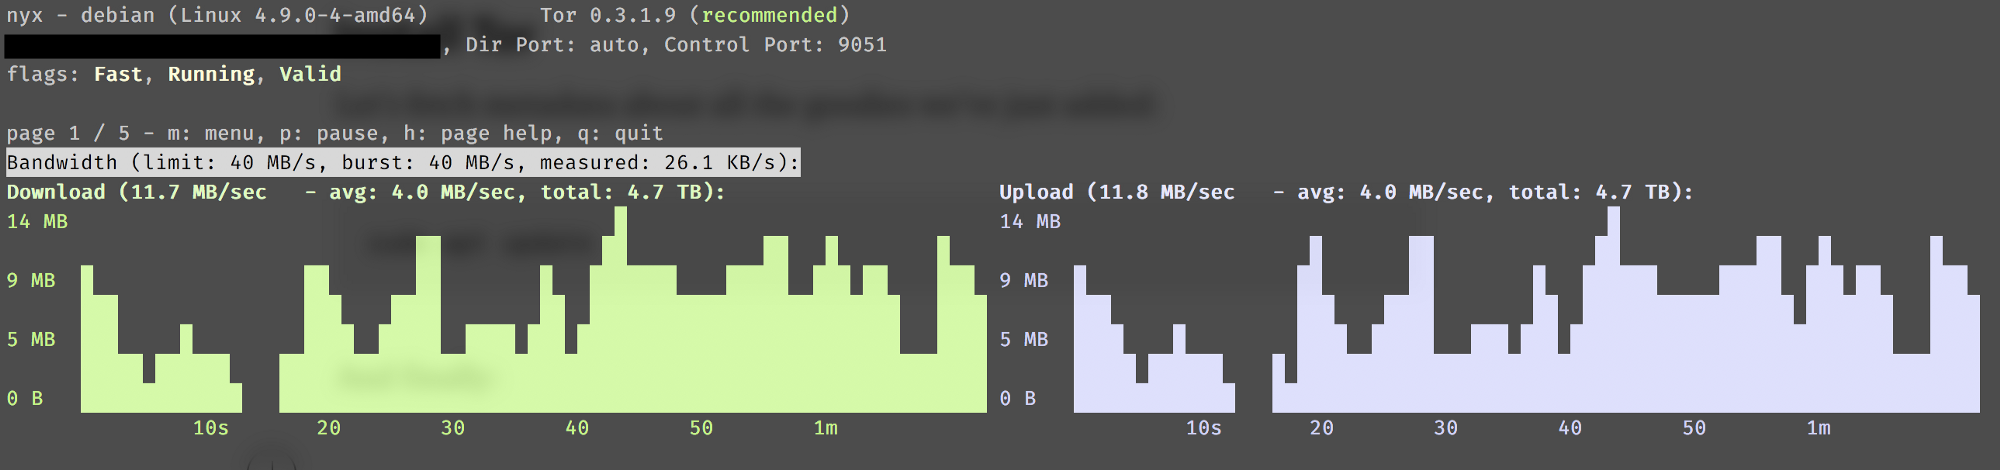 nyx - debian (Linux 4.9.0-4-amd64)         Tor 0.3.1.9 (recommended)
, Dir Port: auto, Control Port: 9051
flags: Fast, Running, Valid
page 1 / 5 - m: menu, p: pause, h: page help, q: quit
Bandwidth (limit: 40 MB/s, burst: 40 MB/s, measured: 26.1 KB/s):
Download (11.7 MB/sec   - avg: 4.0 MB/sec, total: 4.7 TB):
14 MB
9 MB
5 MB
0 B
10s 20 30 40 50 1m
Upload (11.8 MB/sec   - avg: 4.0 MB/sec, total: 4.7 TB):
14 MB
9 MB
5 MB
0 B
10s 20 30 40 50 1m